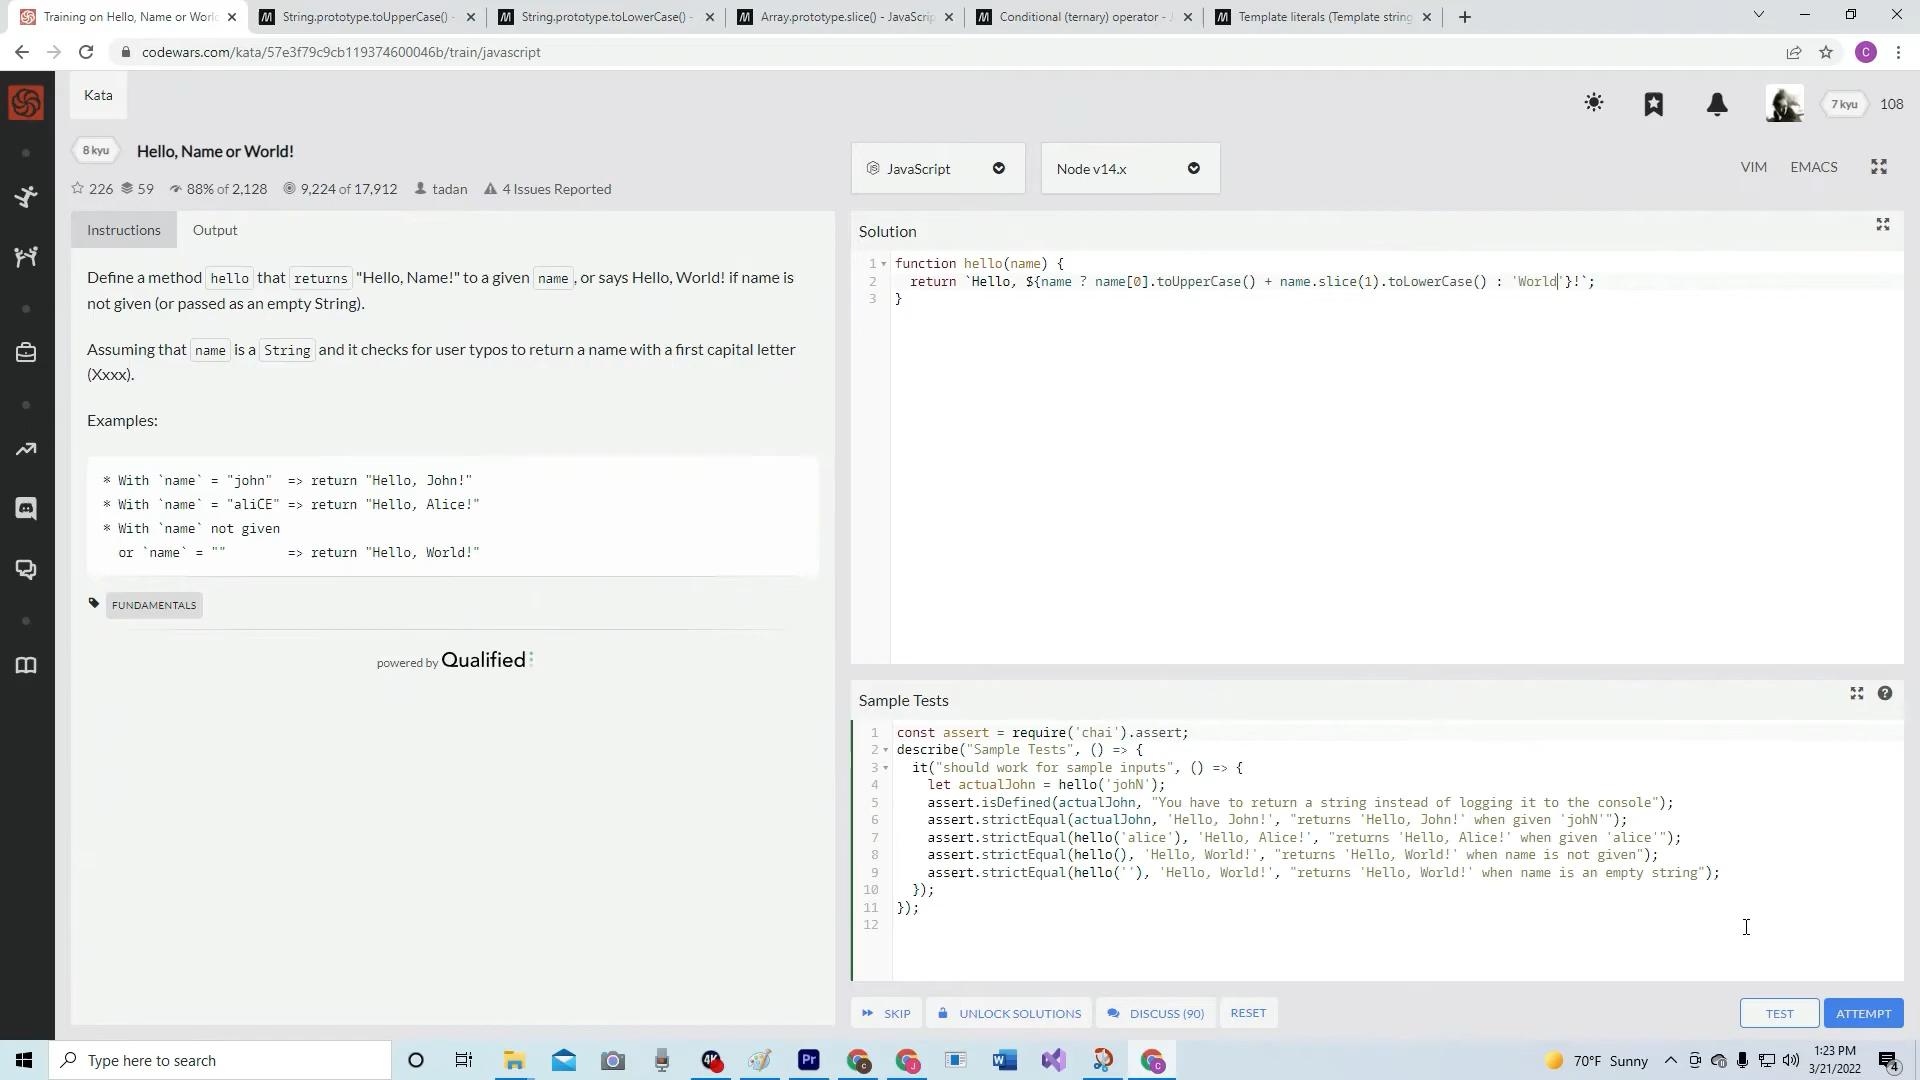 Training on Hello, Name or Worl
String.prototype.toUpperCase() -
String.prototype.toLowerCase() -
Array.prototype.slice() - JavaScrip
Conditional (ternary) operator - J
Template literals (Template string
codewars.com/kata/57e3f79c9cb119374600046b/train/javascript
C
Kata
7 kyu
108
8 kyu
Hello, Name or World!
226
59
88% of 2,128
9,224 of 17,912
tadan
4 Issues Reported
JavaScript
Node v14.x
VIM
EMACS
Instructions
Output
Define a method hello that returns "Hello, Name!" to a given name, or says Hello, World! if name is
not given (or passed as an empty String).
Assuming that name is a String and it checks for user typos to return a name with a first capital letter
(Xxxx).
Examples:
* With `name` = "john"  => return "Hello, John!"
* With `name` = "aliCE" => return "Hello, Alice!"
* With `name` not given
or `name` = ""        => return "Hello, World!"
FUNDAMENTALS
powered by Qualified
Solution
1 function hello(name) {
2 return `Hello, ${name ? name[0].toUpperCase() + name.slice(1).toLowerCase() : 'World'}!`;
3 }
Sample Tests
1 const assert = require('chai').assert;
2 describe("Sample Tests", () => {
3 it("should work for sample inputs", () => {
4 let actualJohn = hello('johN');
5 assert.isDefined(actualJohn, "You have to return a string instead of logging it to the console");
6 assert.strictEqual(actualJohn, 'Hello, John!', "returns 'Hello, John!' when given 'johN'");
7 assert.strictEqual(hello('alice'), 'Hello, Alice!', "returns 'Hello, Alice!' when given 'alice'");
8 assert.strictEqual(hello(), 'Hello, World!', "returns 'Hello, World!' when name is not given");
9 assert.strictEqual(hello(''), 'Hello, World!', "returns 'Hello, World!' when name is an empty string");
10 });
11 });
12
SKIP
UNLOCK SOLUTIONS
DISCUSS (90)
RESET
TEST
ATTEMPT
Type here to search
4K
Pr
70°F Sunny
1:23 PM
3/21/2022
4